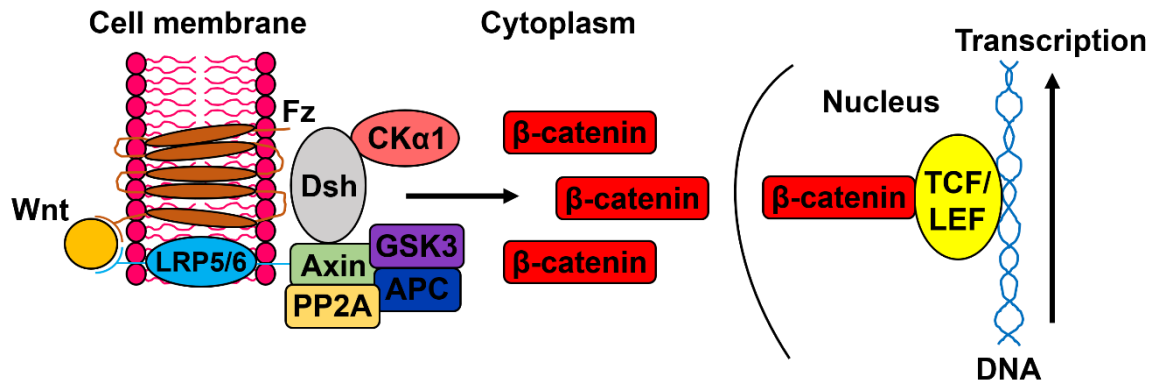 Cell membrane
Cytoplasm
Transcription
Nucleus
Fz
CKα1
β-catenin
Dsh
β-catenin
β-catenin
TCF/
LEF
Wnt
LRP5/6
Axin
GSK3
β-catenin
PP2A
APC
DNA